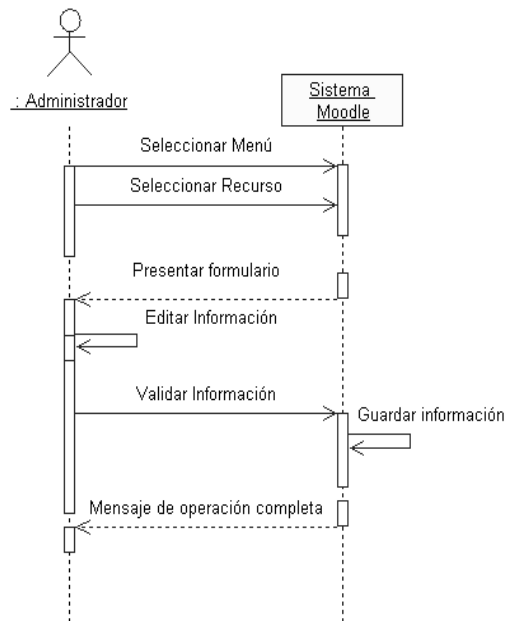 : Administrador
Sistema
Moodle
Seleccionar Menú
Seleccionar Recurso
Presentar formulario
Editar Información
Validar Información
Guardar información
Mensaje de operación completa